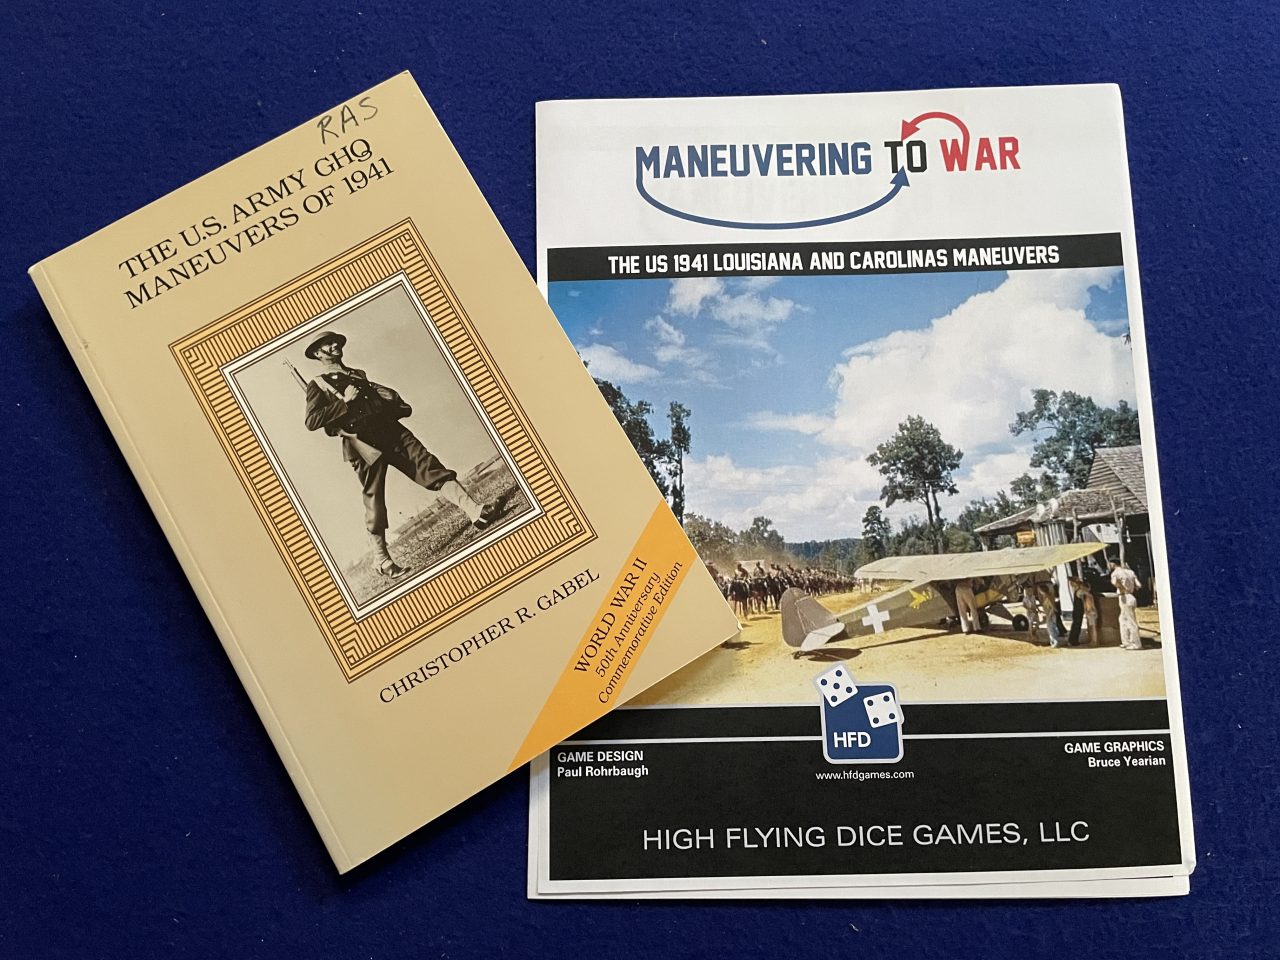 RAS
THE U.S. ARMY GHQ
MANEUVERS OF 1941
CHRISTOPHER R. GABEL
WORLD WAR II
50th Anniversary
Commemorative Edition
MANEUVERING TO WAR
THE US 1941 LOUISIANA AND CAROLINAS MANEUVERS
HFD
www.hfdgames.com
GAME DESIGN
Paul Rohrbaugh
GAME GRAPHICS
Bruce Yearian
HIGH FLYING DICE GAMES, LLC